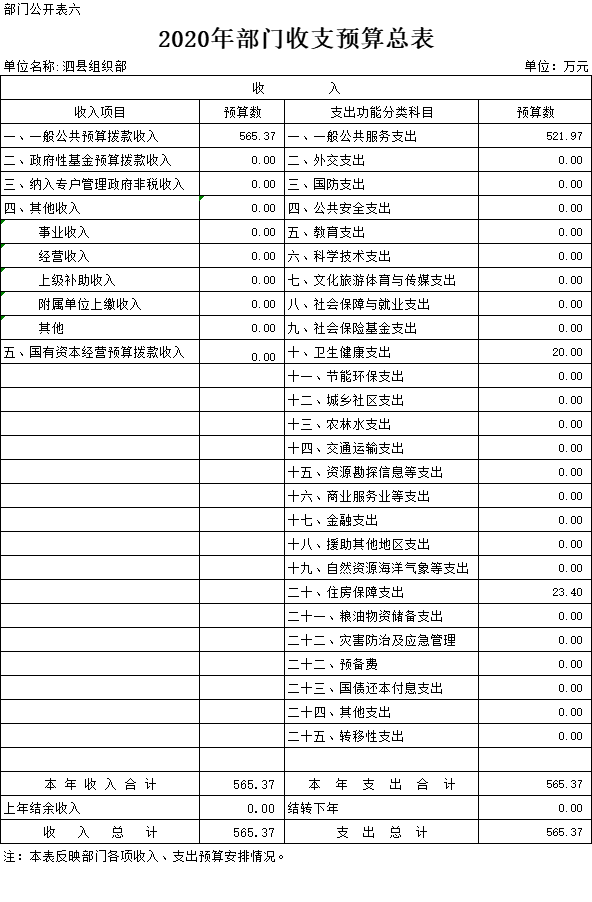 部门公开表六
2020年部门收支预算总表
单位名称:泗县组织部 单位：万元
收 入
收入项目 预算数 支出功能分类科目 预算数
一、一般公共预算拨款收入 565.37 一、一般公共服务支出 521.97
二、政府性基金预算拨款收入 0.00 二、外交支出 0.00
三、纳入专户管理政府非税收入 0.00 三、国防支出 0.00
四、其他收入 0.00 四、公共安全支出 0.00
事业收入 0.00 五、教育支出 0.00
经营收入 0.00 六、科学技术支出 0.00
上级补助收入 0.00 七、文化旅游体育与传媒支出 0.00
附属单位上缴收入 0.00 八、社会保障与就业支出 0.00
其他 0.00 九、社会保险基金支出 0.00
五、国有资本经营预算拨款收入 0.00 十、卫生健康支出 20.00
十一、节能环保支出 0.00
十二、城乡社区支出 0.00
十三、农林水支出 0.00
十四、交通运输支出 0.00
十五、资源勘探信息等支出 0.00
十六、商业服务业等支出 0.00
十七、金融支出 0.00
十八、援助其他地区支出 0.00
十九、自然资源海洋气象等支出 0.00
二十、住房保障支出 23.40
二十一、粮油物资储备支出 0.00
二十二、灾害防治及应急管理 0.00
二十二、预备费 0.00
二十三、国债还本付息支出 0.00
二十四、其他支出 0.00
二十五、转移性支出 0.00
本 年 收 入 合 计 565.37 本 年 支 出 合 计 565.37
上年结余收入 0.00 结转下年 0.00
收 入 总 计 565.37 支 出 总 计 565.37
注：本表反映部门各项收入、支出预算安排情况。